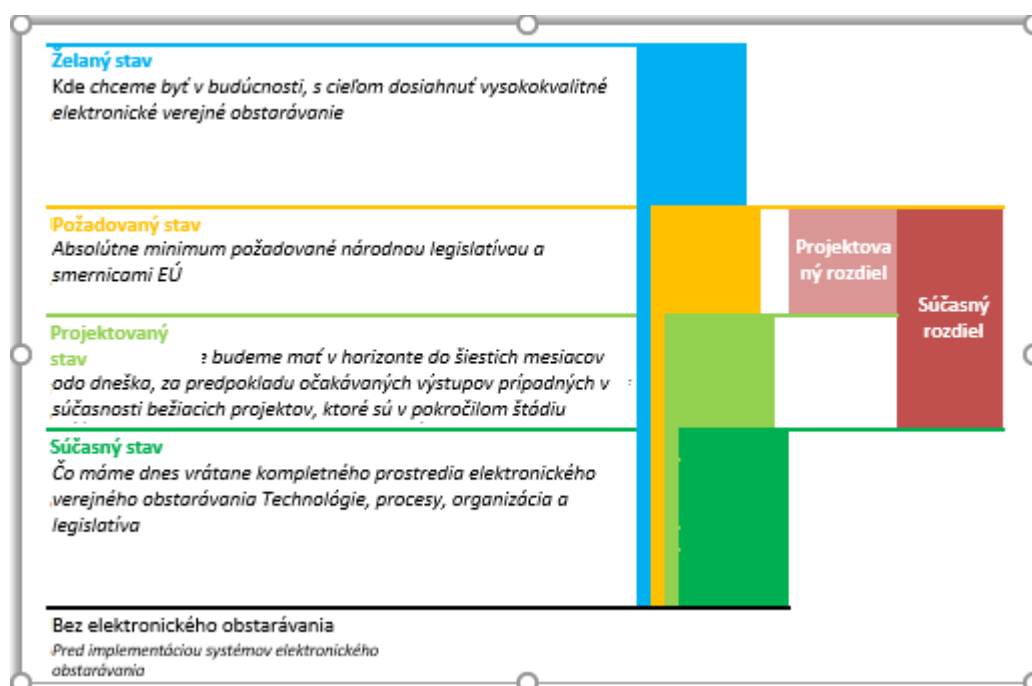 Želaný stav
Kde chceme byť v budúcnosti, s cieľom dosiahnuť vysokokvalitné
elektronické verejné obstarávanie
Požadovaný stav
Absolútne minimum požadované národnou legislatívou a
smernicami EÚ
Projektova
ný rozdiel
Súčasný
rozdiel
Projektovaný
stav
budeme mať v horizonte do šiestich mesiacov
odo dneška, za predpokladu očakávaných výstupov prípadných v
súčasnosti bežiacich projektov, ktoré sú v pokročilom štádiu
Súčasný stav
Čo máme dnes vrátane kompletného prostredia elektronického
verejného obstarávania Technológie, procesy, organizácia a
legislatíva
Bez elektronického obstarávania
Pred implementáciou systémov elektronického
obstarávania